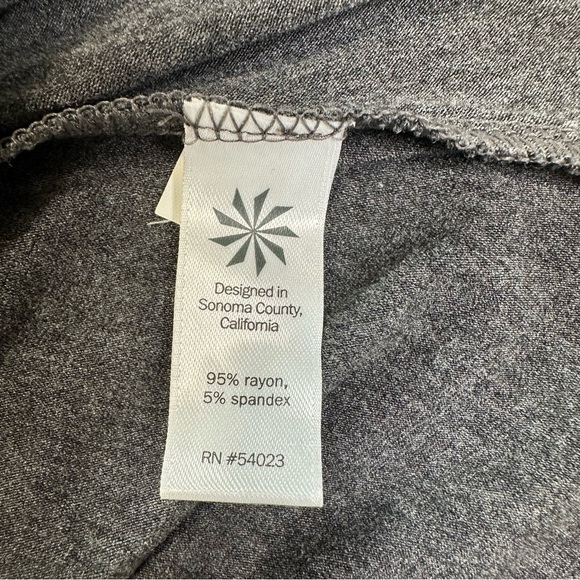 Designed in
Sonoma County,
California
95% rayon,
5% spandex
RN #54023